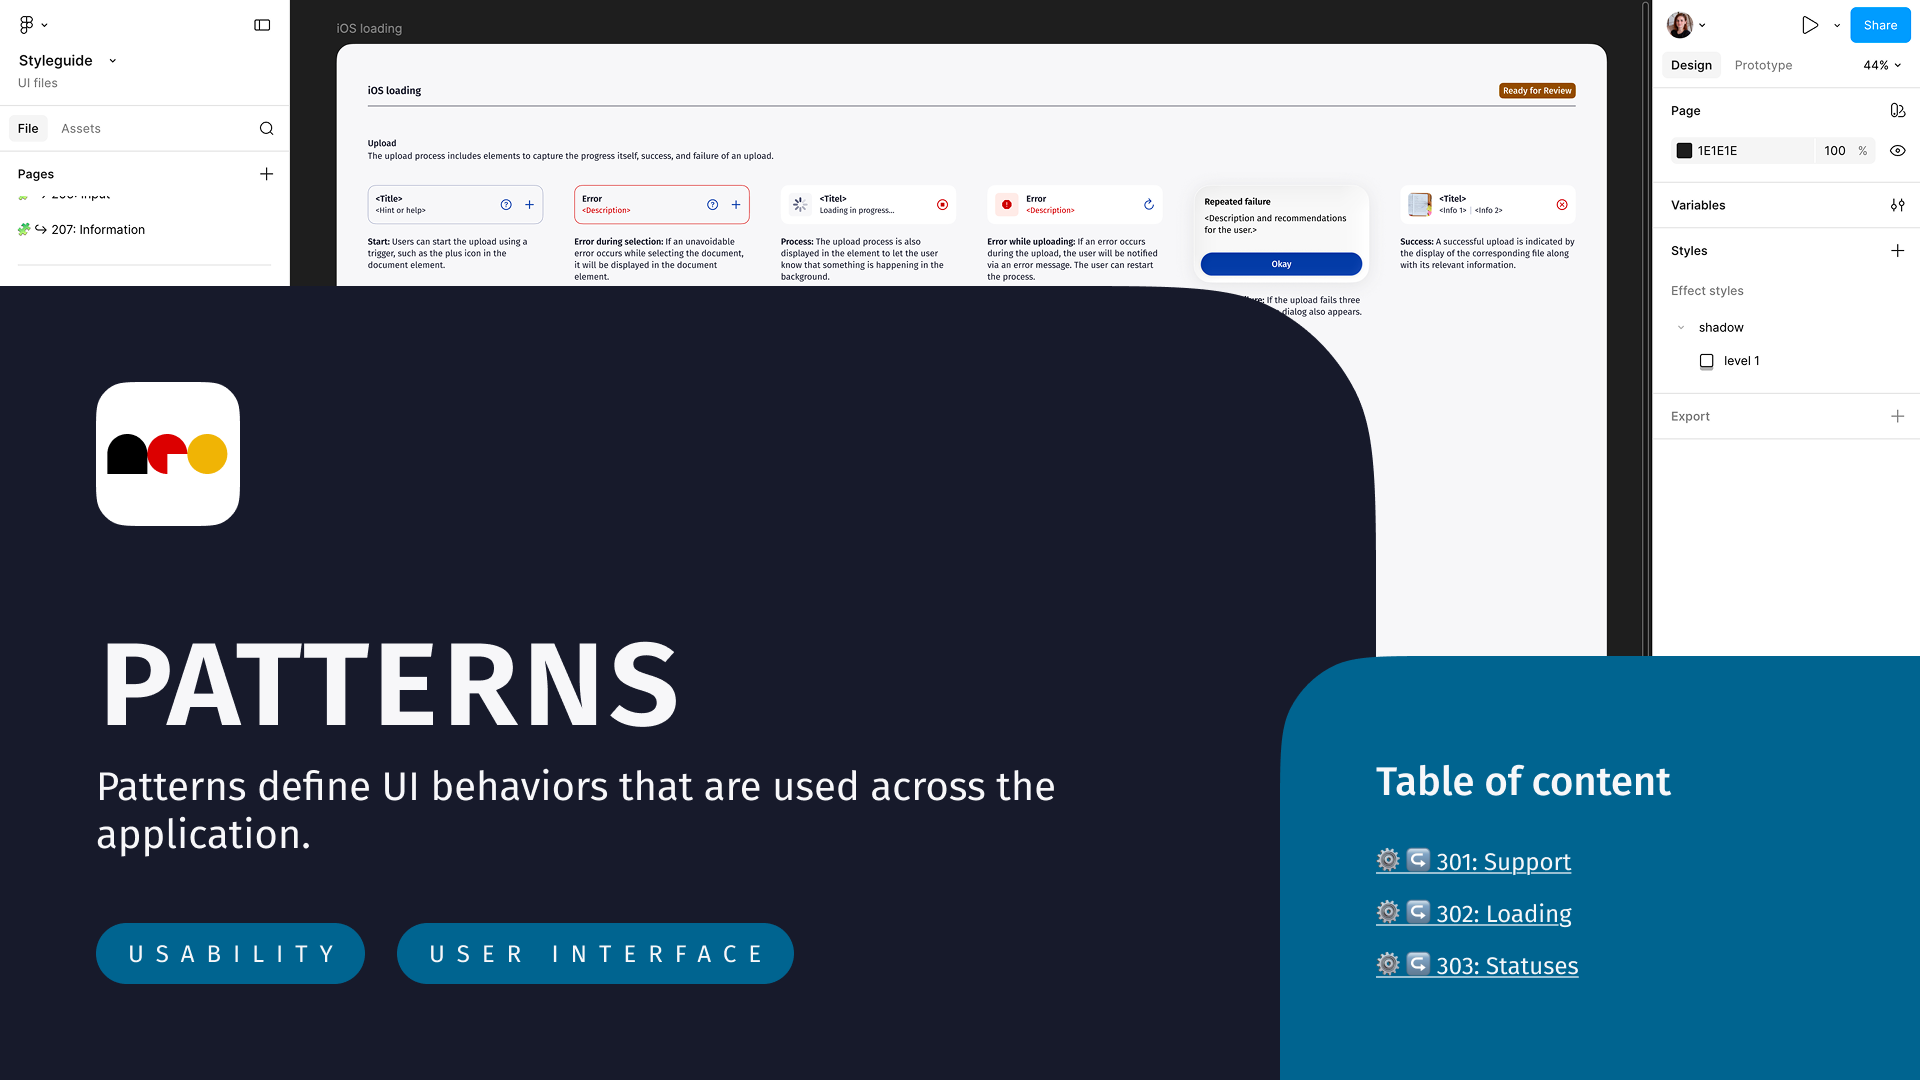 Styleguide
UI files
File
Assets
Pages
207: Information
iOS loading
iOS loading
Ready for Review
Upload
The upload process includes elements to capture the progress itself, success, and failure of an upload.
<Title>
<Hint or help>
Start: Users can start the upload using a
trigger, such as the plus icon in the
document element.
Error
<Description>
Error during selection: If an unavoidable
error occurs while selecting the document,
it will be displayed in the document
element.
<Titel>
Loading in progress...
Process: The upload process is also
displayed in the element to let the user
know that something is happening in the
background.
Error
<Description>
Error while uploading: If an error occurs
during the upload, the user will be notified
via an error message. The user can restart
the process.
Repeated failure
<Description and recommendations
for the user.>
Okay
If the upload fails three
dialog also appears.
<Titel>
<Info 1> | <Info 2>
Success: A successful upload is indicated by
the display of the corresponding file along
with its relevant information.
Share
Design
Prototype
44%
Page
1E1E1E
100 %
Variables
Styles
Effect styles
shadow
level 1
Export
PATTERNS
Patterns define UI behaviors that are used across the
application.
USABILITY
USER INTERFACE
Table of content
301: Support
302: Loading
303: Statuses